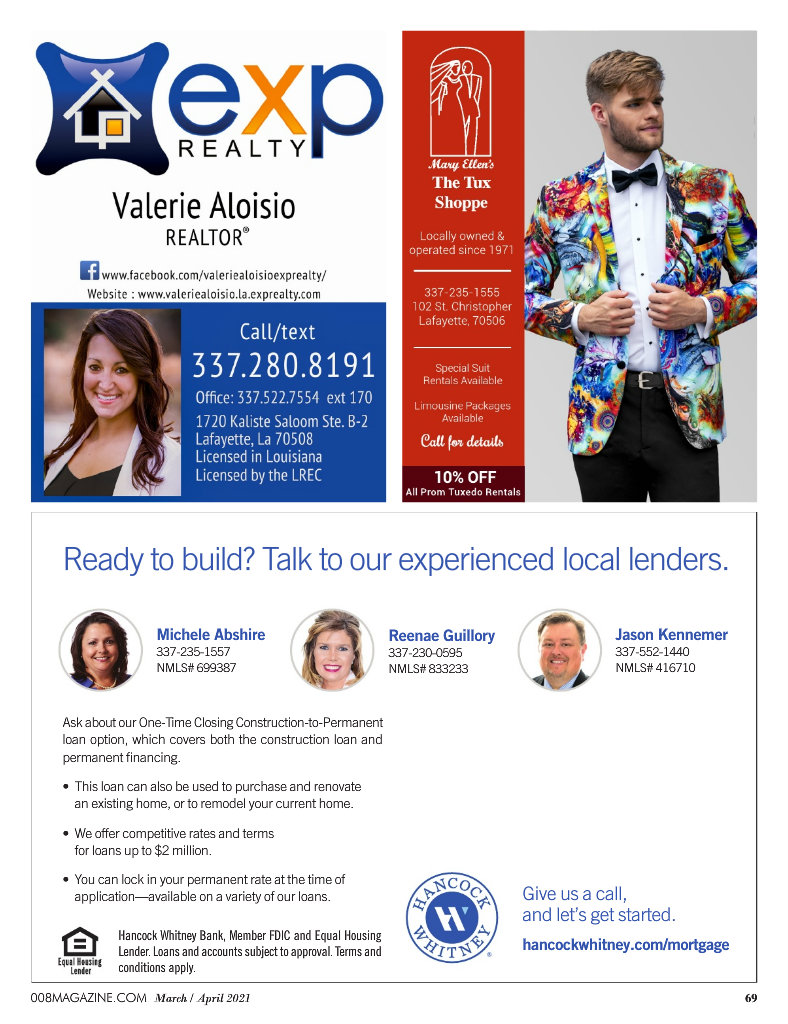 exp
REALTY
Valerie Aloisio
REALTOR®
f www.facebook.com/valeriealoisioexprealty/
Website : www.valeriealoisio.la.exprealty.com
Call/text
337.280.8191
Office: 337.522.7554 ext 170
1720 Kaliste Saloom Ste. B-2
Lafayette, La 70508
Licensed in Louisiana
Licensed by the LREC
Mary Ellen's
The Tux
Shoppe
Locally owned &
operated since 1971
337-235-1555
102 St. Christopher
Lafayette, 70506
Special Suit
Rentals Available
Limousine Packages
Available
Call for details
10% OFF
All Prom Tuxedo Rentals
Ready to build? Talk to our experienced local lenders.
Michele Abshire
337-235-1557
NMLS# 699387
Reenae Guillory
337-230-0595
NMLS# 833233
Jason Kennemer
337-552-1440
NMLS# 416710
Ask about our One-Time Closing Construction-to-Permanent
loan option, which covers both the construction loan and
permanent financing.
• This loan can also be used to purchase and renovate
an existing home, or to remodel your current home.
• We offer competitive rates and terms
for loans up to $2 million.
• You can lock in your permanent rate at the time of
application—available on a variety of our loans.
Equal Housing
Lender
Hancock Whitney Bank, Member FDIC and Equal Housing
Lender. Loans and accounts subject to approval. Terms and
conditions apply.
HANCOCK
W
WHITNEY
®
Give us a call,
and let's get started.
hancockwhitney.com/mortgage
008MAGAZINE.COM March / April 2021
69